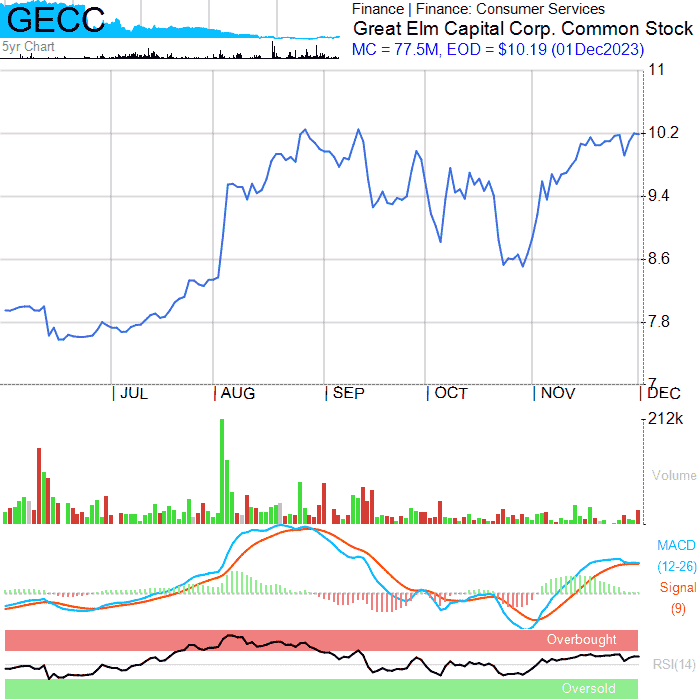 GECC
5yr Chart
Finance | Finance: Consumer Services
Great Elm Capital Corp. Common Stock
MC = 77.5M, EOD = $10.19 (01Dec2023)
11
10.2
9.4
8.6
7.8
7
JUL
AUG
SEP
OCT
NOV
DEC
212k
Volume
MACD
(12-26)
Signal
(9)
Overbought
RSI(14)
Oversold